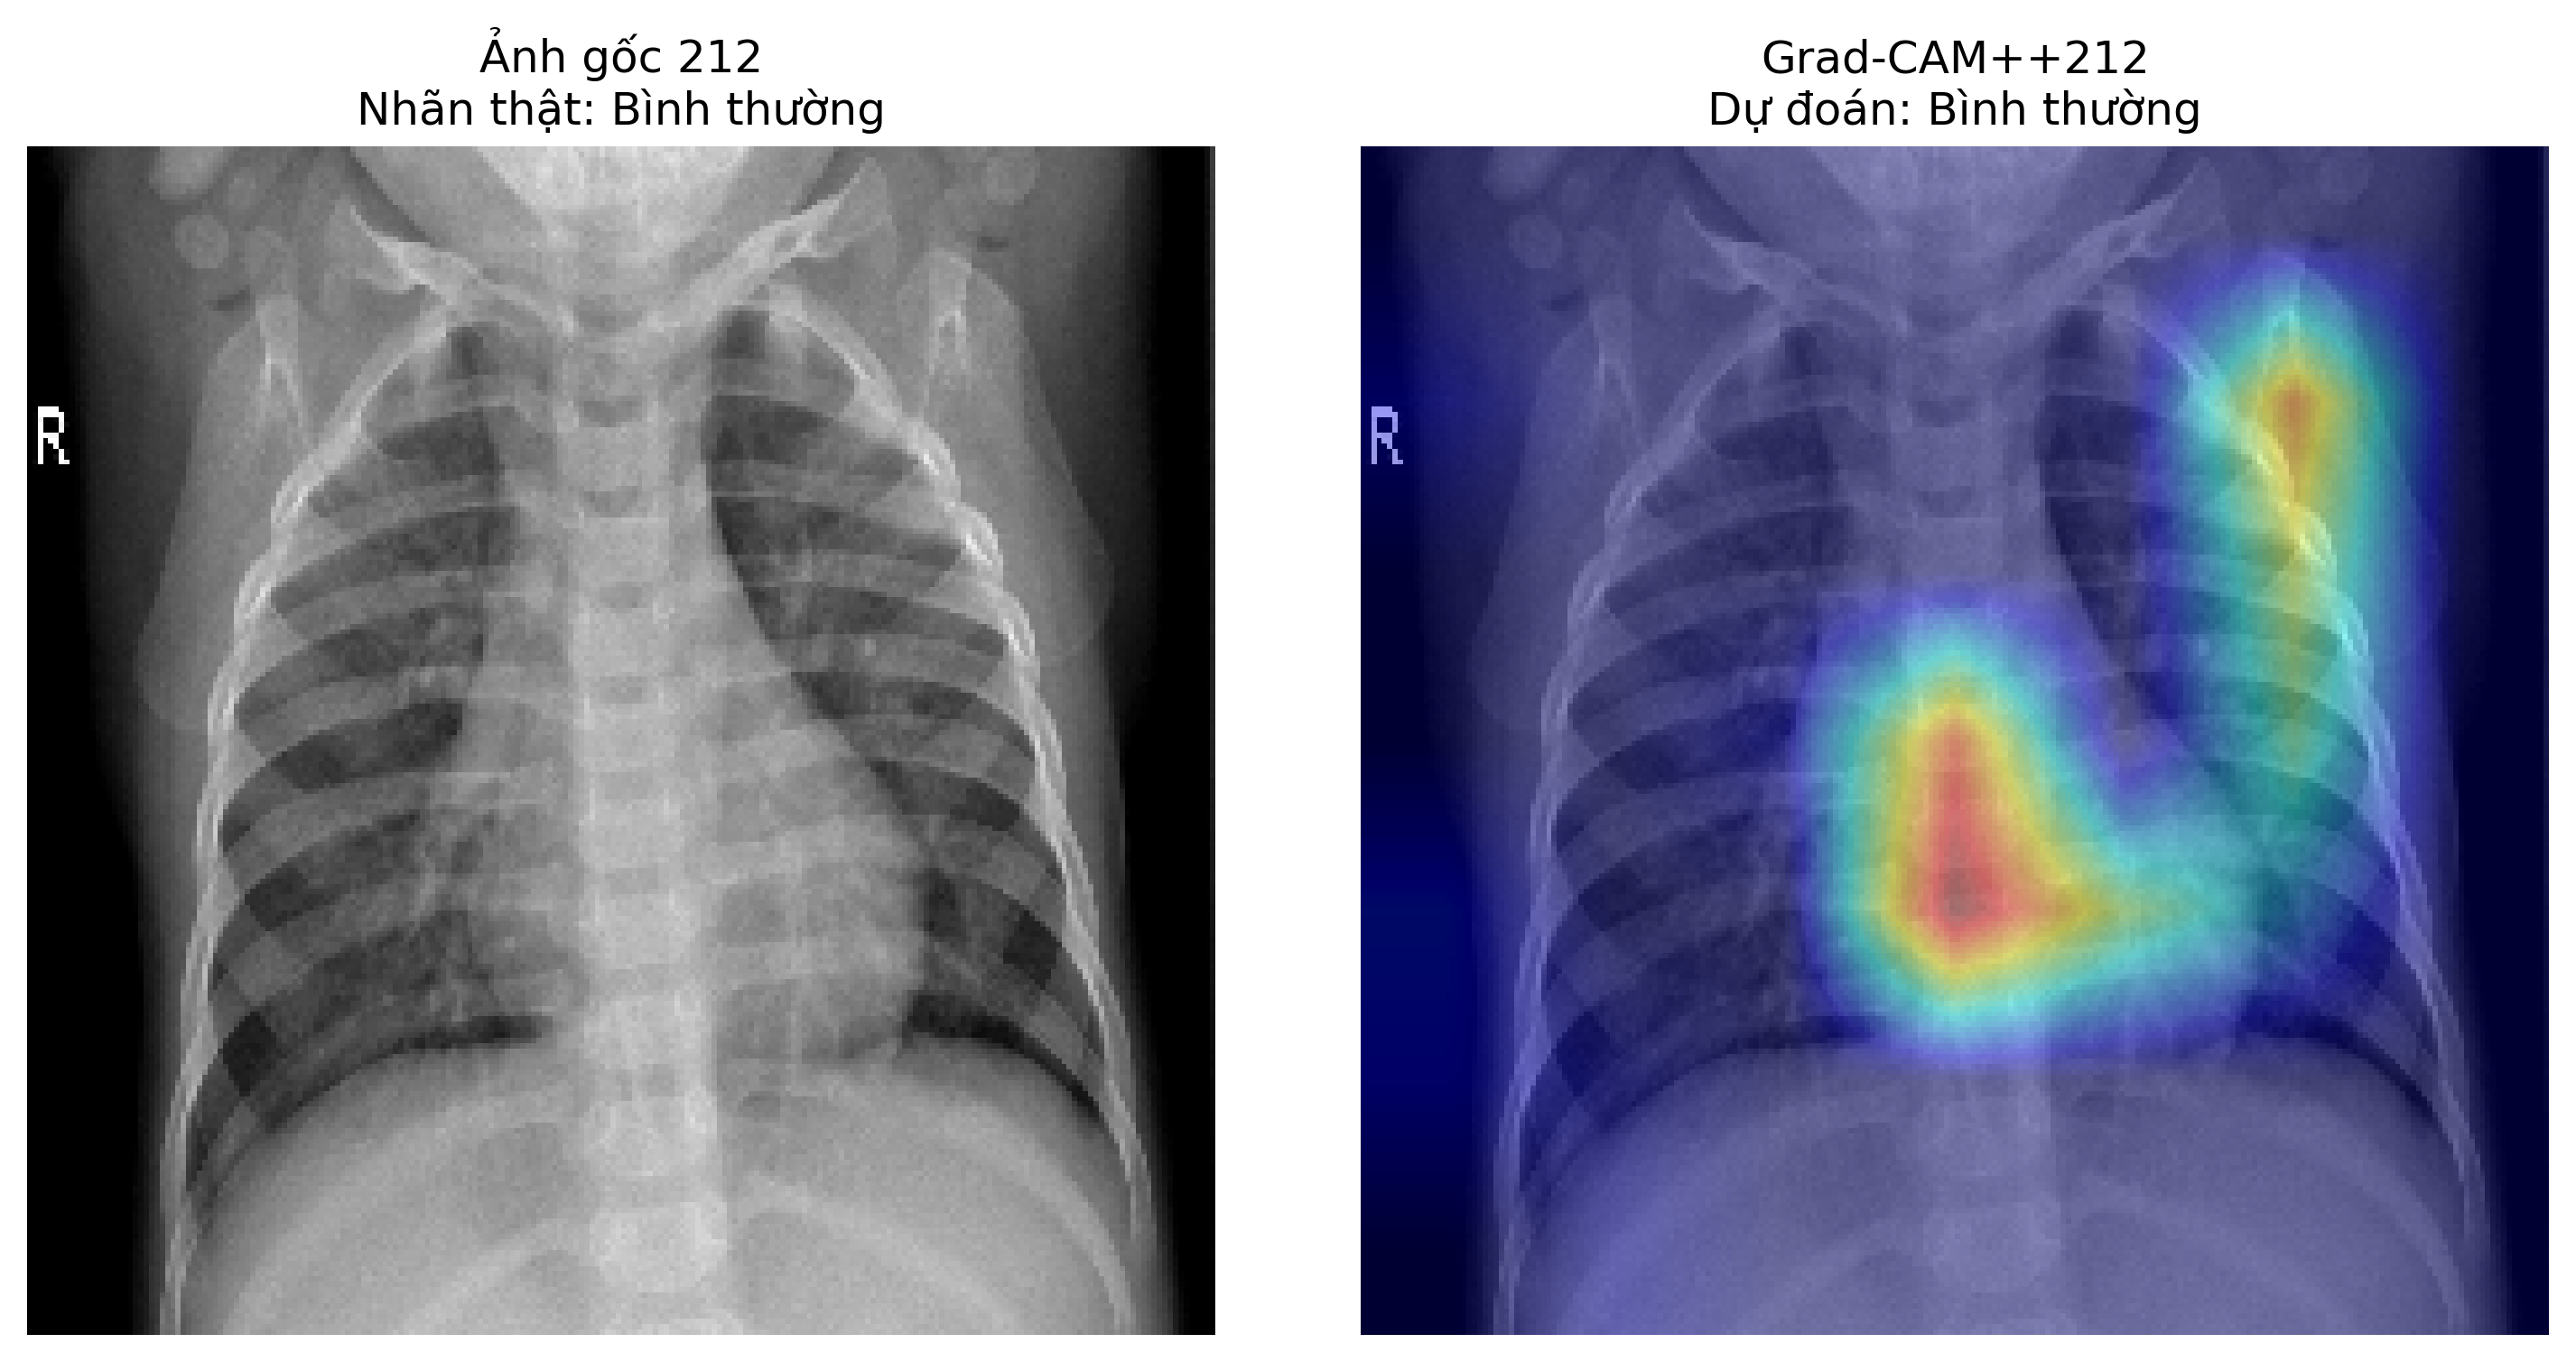 Ảnh gốc 212
Nhãn thật: Bình thường
Grad-CAM++212
Dự đoán: Bình thường
R
R